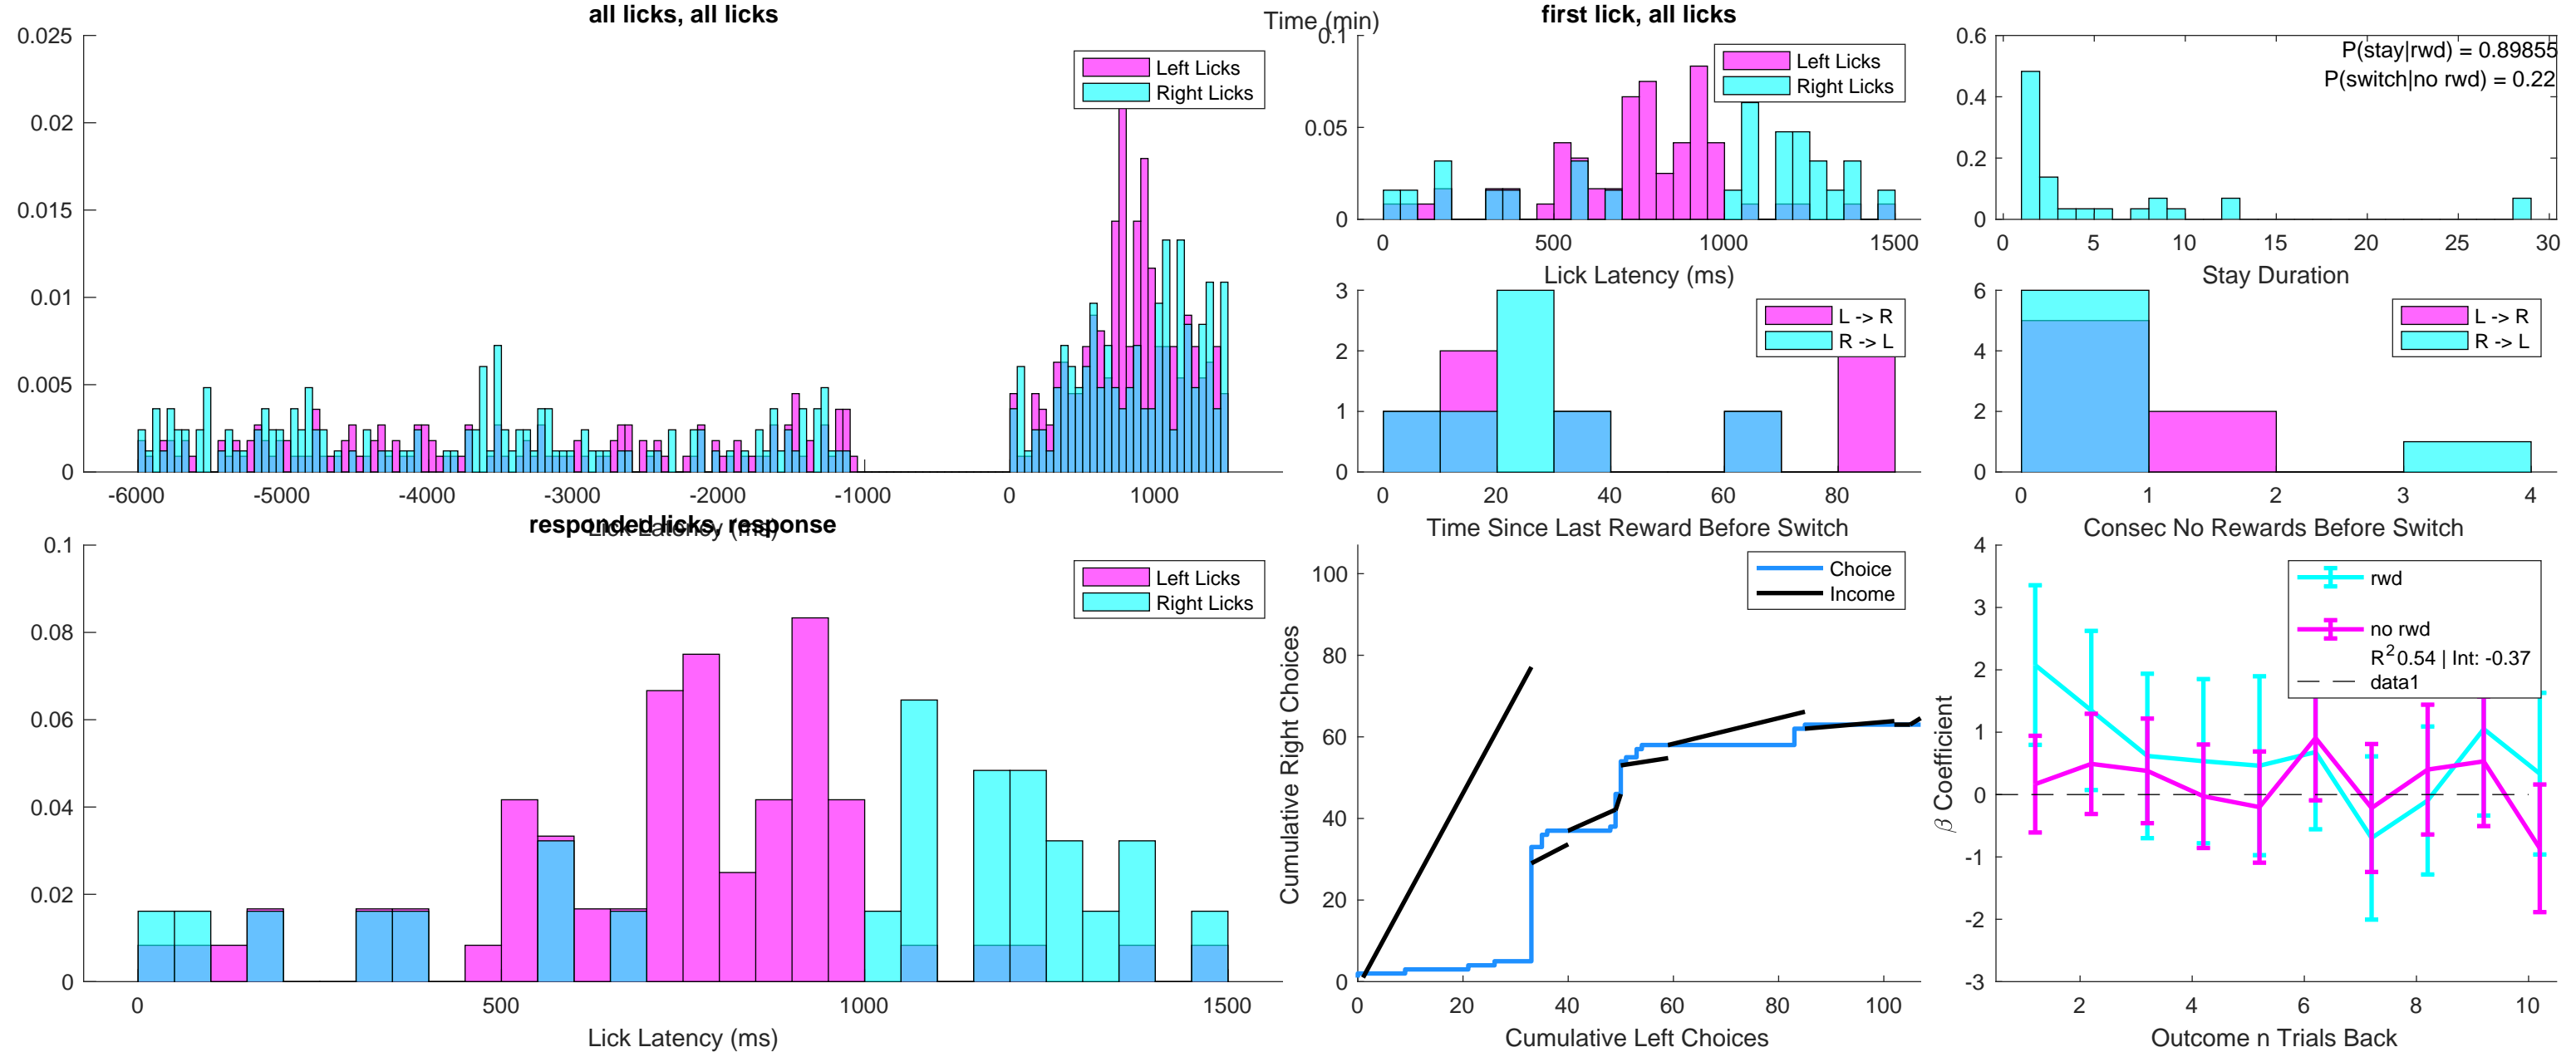 all licks, all licks
0.025
0.02
0.015
0.01
0.005
0
-6000 -5000 -4000 -3000 -2000 -1000 0 1000
Lick Latency (ms)
Left Licks
Right Licks
Time (min)
first lick, all licks
0.1
0.05
0
0 500 1000 1500
Lick Latency (ms)
Left Licks
Right Licks
0.6
0.4
0.2
0
0 5 10 15 20 25 30
Stay Duration
P(stay|rwd) = 0.89855
P(switch|no rwd) = 0.22
3
2
1
0
0 20 40 60 80
Time Since Last Reward Before Switch
L -> R
R -> L
6
4
2
0
0 1 2 3 4
Consec No Rewards Before Switch
L -> R
R -> L
responded licks, response
0.1
0.08
0.06
0.04
0.02
0
0 500 1000 1500
Lick Latency (ms)
Left Licks
Right Licks
Cumulative Right Choices
100
80
60
40
20
0
0 20 40 60 80 100
Cumulative Left Choices
Choice
Income
β Coefficient
4
3
2
1
0
-1
-2
-3
2 4 6 8 10
Outcome n Trials Back
rwd
no rwd
R²0.54 | Int: -0.37
data1